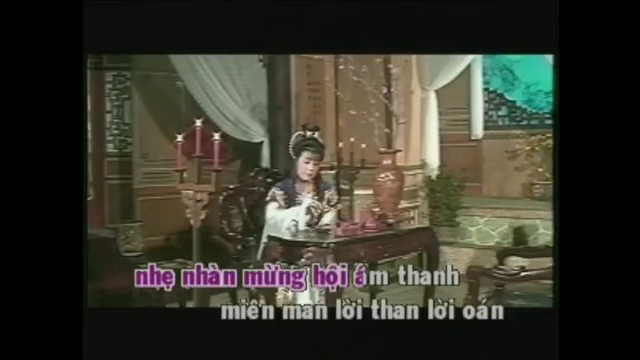 nhẹ nhàn mừng hội âm thanh
miên man lời than lời oán